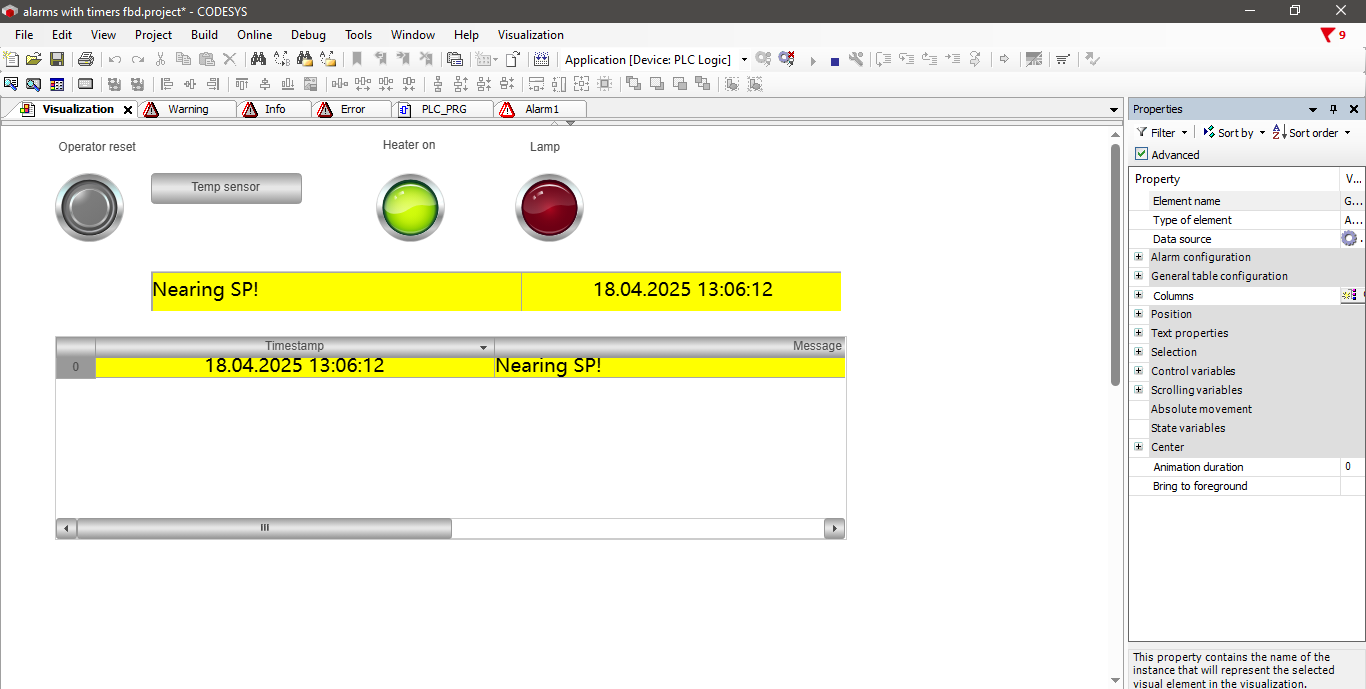 alarms with timers fbd.project* - CODESYS
File Edit View Project Build Online Debug Tools Window Help Visualization
9
Application [Device: PLC Logic]
Visualization Warning Info Error PLC_PRG Alarm1
Properties
Filter Sort by Sort order
Advanced
Property V...
Element name G...
Type of element A...
Data source
Alarm configuration
General table configuration
Columns
Position
Text properties
Selection
Control variables
Scrolling variables
Absolute movement
State variables
Center
Animation duration 0
Bring to foreground
This property contains the name of the
instance that will represent the selected
visual element in the visualization.
Operator reset
Heater on
Lamp
Temp sensor
Nearing SP! 18.04.2025 13:06:12
Timestamp Message
0 18.04.2025 13:06:12 Nearing SP!